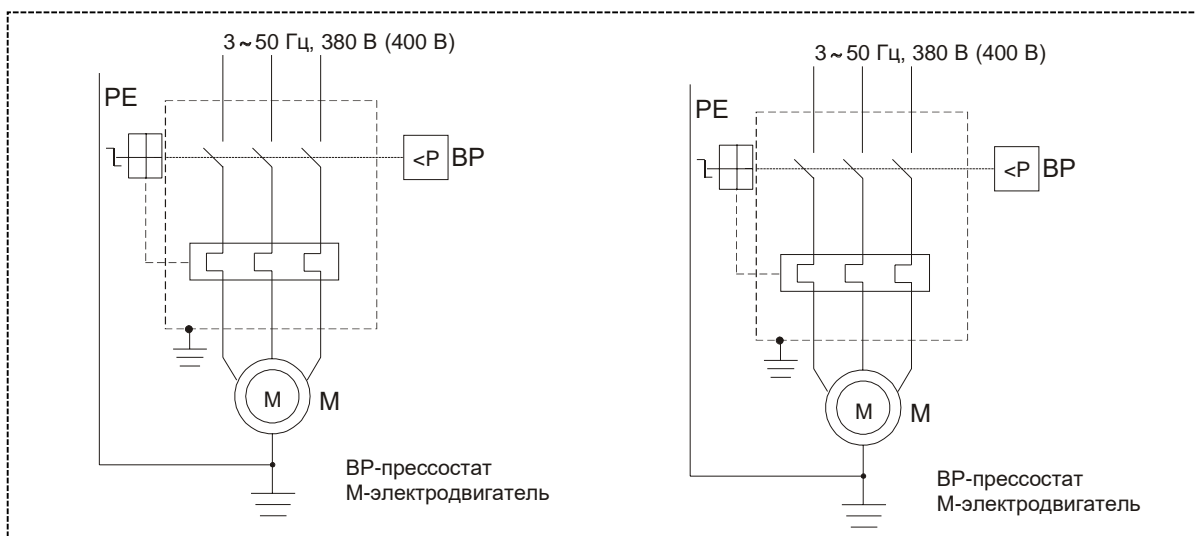 3~50 Гц, 380 В (400 В)
PE
<P BP
M M
BP-прессостат
М-электродвигатель
3~50 Гц, 380 В (400 В)
PE
<P BP
M M
BP-прессостат
М-электродвигатель